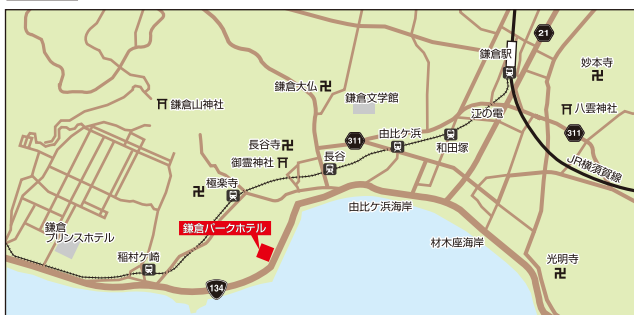 21
鎌倉駅
妙本寺
鎌倉大仏
鎌倉山神社
鎌倉文学館
八雲神社
江の電
311
長谷寺
311
由比ケ浜
和田塚
御霊神社
長谷
JR横須賀線
極楽寺
由比ケ浜海岸
鎌倉パークホテル
鎌倉
プリンスホテル
材木座海岸
稲村ケ崎
光明寺
134